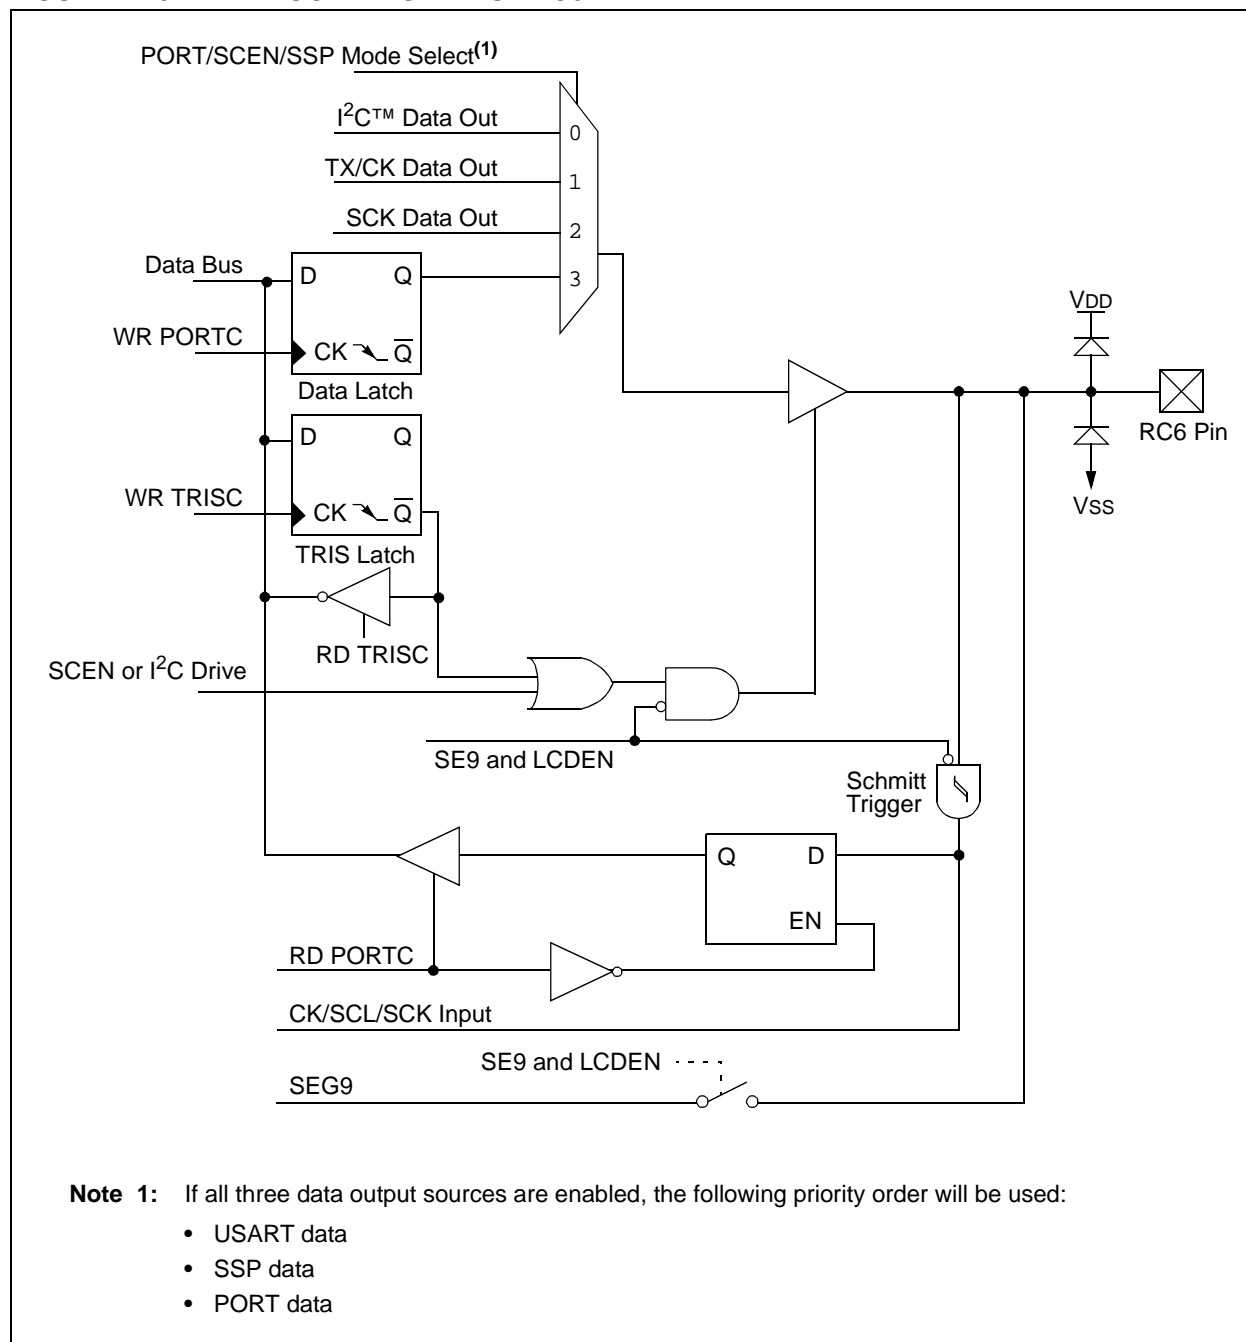 PORT/SCEN/SSP Mode Select(1)
I2C™ Data Out
0
TX/CK Data Out
1
SCK Data Out
2
Data Bus
D Q
3
VDD
WR PORTC
CK Q
Data Latch
D Q
RC6 Pin
WR TRISC
CK Q
VSS
TRIS Latch
RD TRISC
SCEN or I2C Drive
SE9 and LCDEN
Schmitt
Trigger
Q D
EN
RD PORTC
CK/SCL/SCK Input
SE9 and LCDEN
SEG9
Note 1: If all three data output sources are enabled, the following priority order will be used:
• USART data
• SSP data
• PORT data